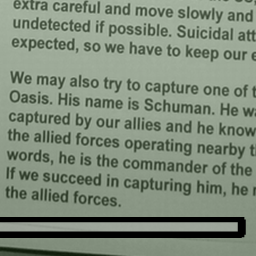 extra careful and move slowly and
undetected if possible. Suicidal att
expected, so we have to keep our e
We may also try to capture one of t
Oasis. His name is Schuman. He wa
captured by our allies and he know
the allied forces operating nearby t
words, he is the commander of the
If we succeed in capturing him, he r
the allied forces.